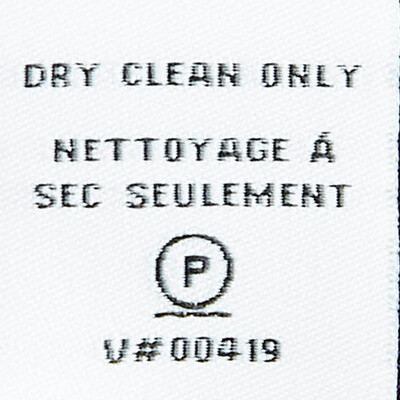 DRY CLEAN ONLY
NETTOYAGE Á
SEC SEULEMENT
P
V#00419